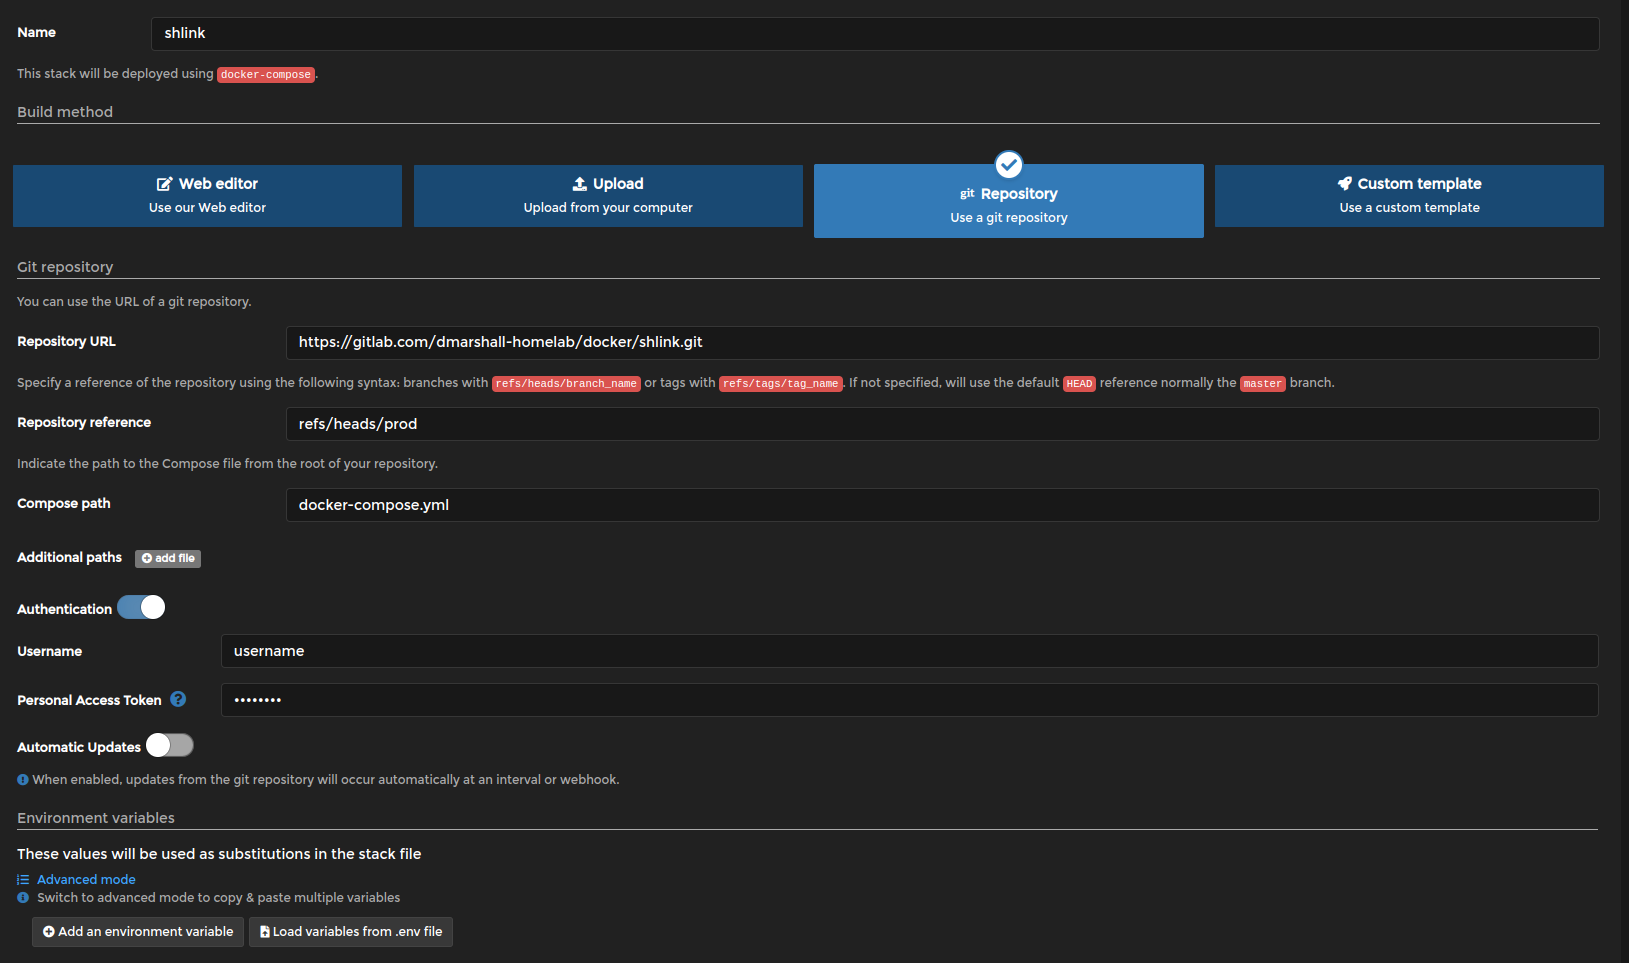 Name shlink
This stack will be deployed using docker-compose.
Build method
Web editor
Use our Web editor
Upload
Upload from your computer
git Repository
Use a git repository
Custom template
Use a custom template
Git repository
You can use the URL of a git repository.
Repository URL https://gitlab.com/dmarshall-homelab/docker/shlink.git
Specify a reference of the repository using the following syntax: branches with refs/heads/branch_name or tags with refs/tags/tag_name. If not specified, will use the default HEAD reference normally the master branch.
Repository reference refs/heads/prod
Indicate the path to the Compose file from the root of your repository.
Compose path docker-compose.yml
Additional paths add file
Authentication
Username username
Personal Access Token ? ••••••••
Automatic Updates
When enabled, updates from the git repository will occur automatically at an interval or webhook.
Environment variables
These values will be used as substitutions in the stack file
Advanced mode
Switch to advanced mode to copy & paste multiple variables
Add an environment variable Load variables from .env file